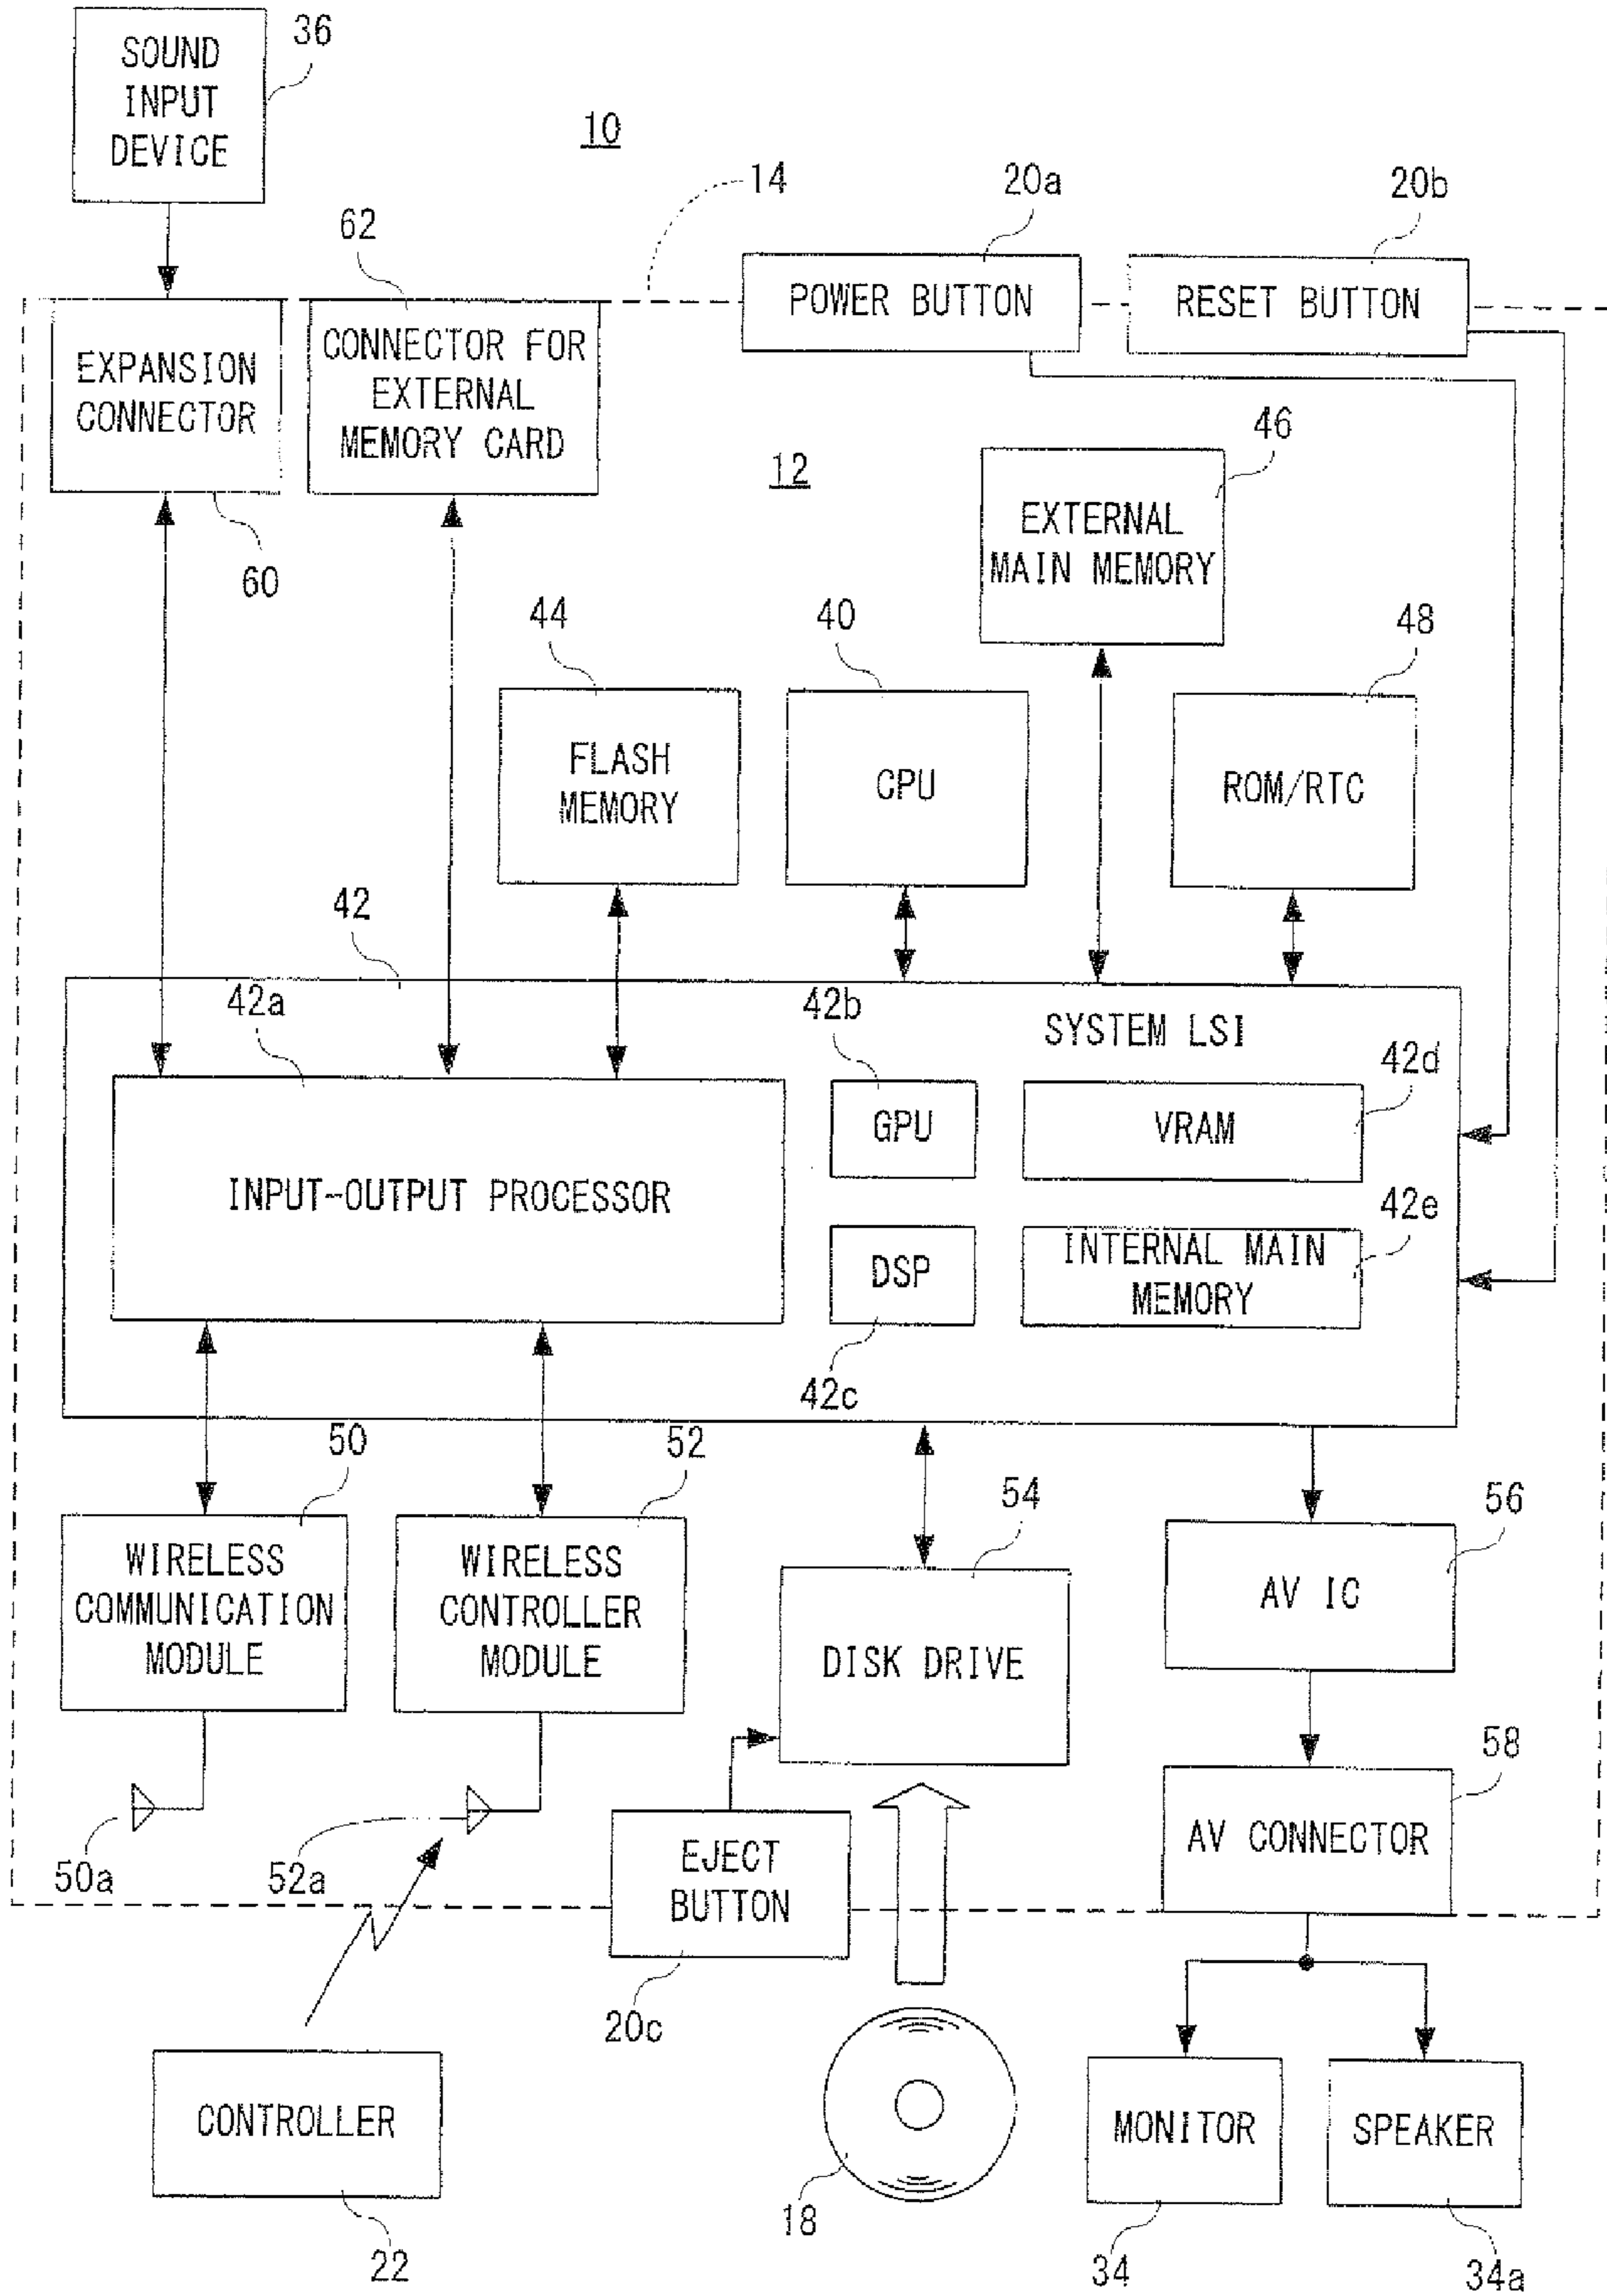 SOUND
INPUT
DEVICE
36
10
14
20a
20b
62
POWER BUTTON
RESET BUTTON
EXPANSION
CONNECTOR
CONNECTOR FOR
EXTERNAL
MEMORY CARD
60
12
46
EXTERNAL
MAIN MEMORY
44
40
48
FLASH
MEMORY
CPU
ROM/RTC
42
42a
42b
SYSTEM LSI
42d
GPU
VRAM
INPUT-OUTPUT PROCESSOR
42e
DSP
INTERNAL MAIN
MEMORY
42c
50
52
54
56
WIRELESS
COMMUNICATION
MODULE
WIRELESS
CONTROLLER
MODULE
DISK DRIVE
AV IC
58
50a
52a
EJECT
BUTTON
AV CONNECTOR
20c
CONTROLLER
MONITOR
SPEAKER
22
18
34
34a